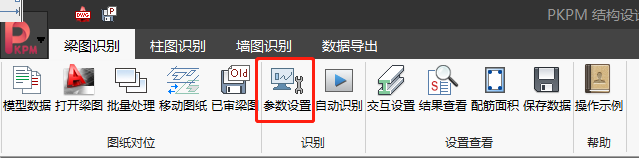 DWG PKPM 结构设
PKPM 梁图识别 柱图识别 墙图识别 数据导出
Old
模型数据 打开梁图 批量处理 移动图纸 已审梁图 参数设置 自动识别 交互设置 结果查看 配筋面积 保存数据 操作示例
图纸对位 识别 设置查看 帮助